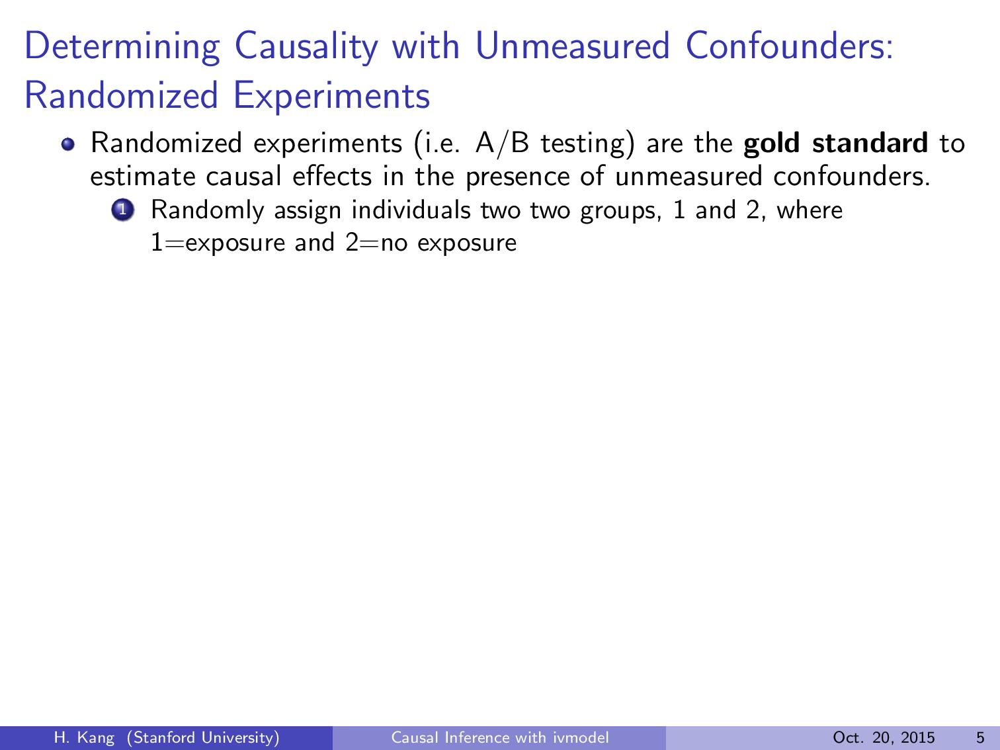 Determining Causality with Unmeasured Confounders:
Randomized Experiments
Randomized experiments (i.e. A/B testing) are the gold standard to
estimate causal effects in the presence of unmeasured confounders.
1 Randomly assign individuals two two groups, 1 and 2, where
1=exposure and 2=no exposure
H. Kang (Stanford University) Causal Inference with ivmodel Oct. 20, 2015 5